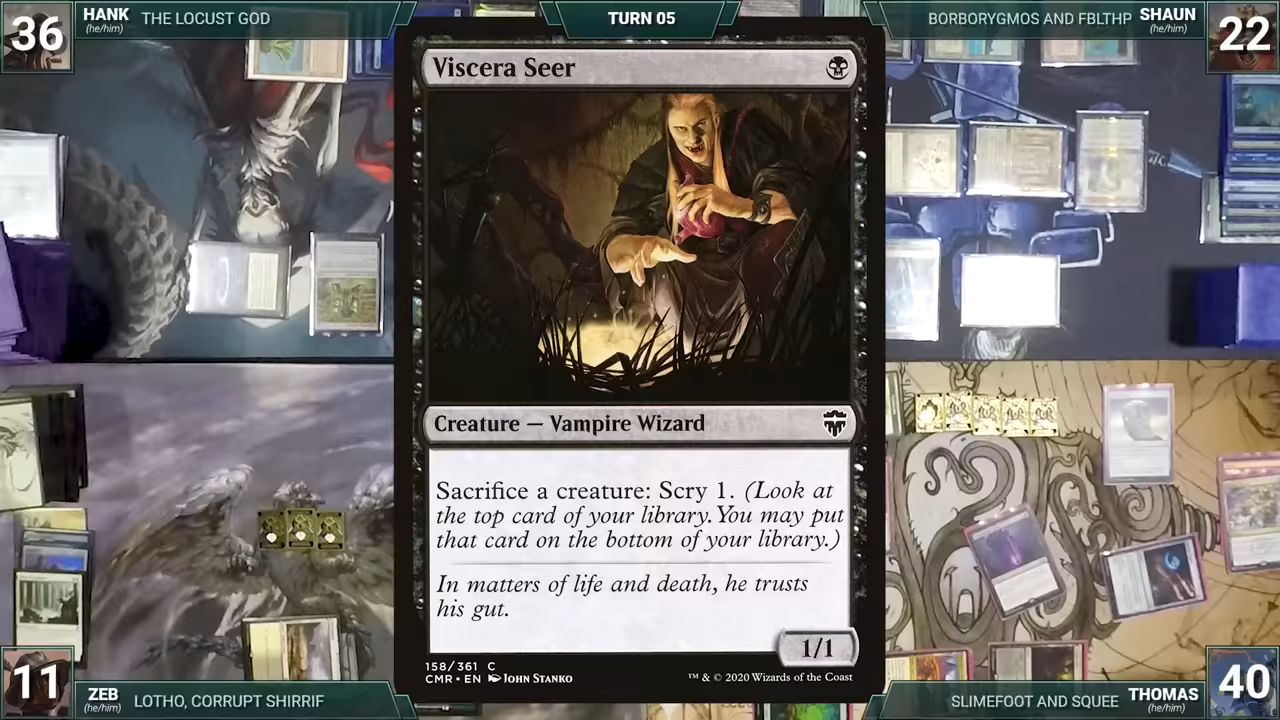 36
HANK
(he/him)
THE LOCUST GOD
TURN 05
BORBORYGMOS AND FBLTHP
SHAUN
(he/him)
22
Viscera Seer
Creature — Vampire Wizard
Sacrifice a creature: Scry 1. (Look at
the top card of your library. You may put
that card on the bottom of your library.)
In matters of life and death, he trusts
his gut.
1/1
158/361 C
CMR • EN JOHN STANKO
™ & © 2020 Wizards of the Coast
11
ZEB
(he/him)
LOTHO, CORRUPT SHIRRIF
SLIMEFOOT AND SQUEE
THOMAS
(he/him)
40